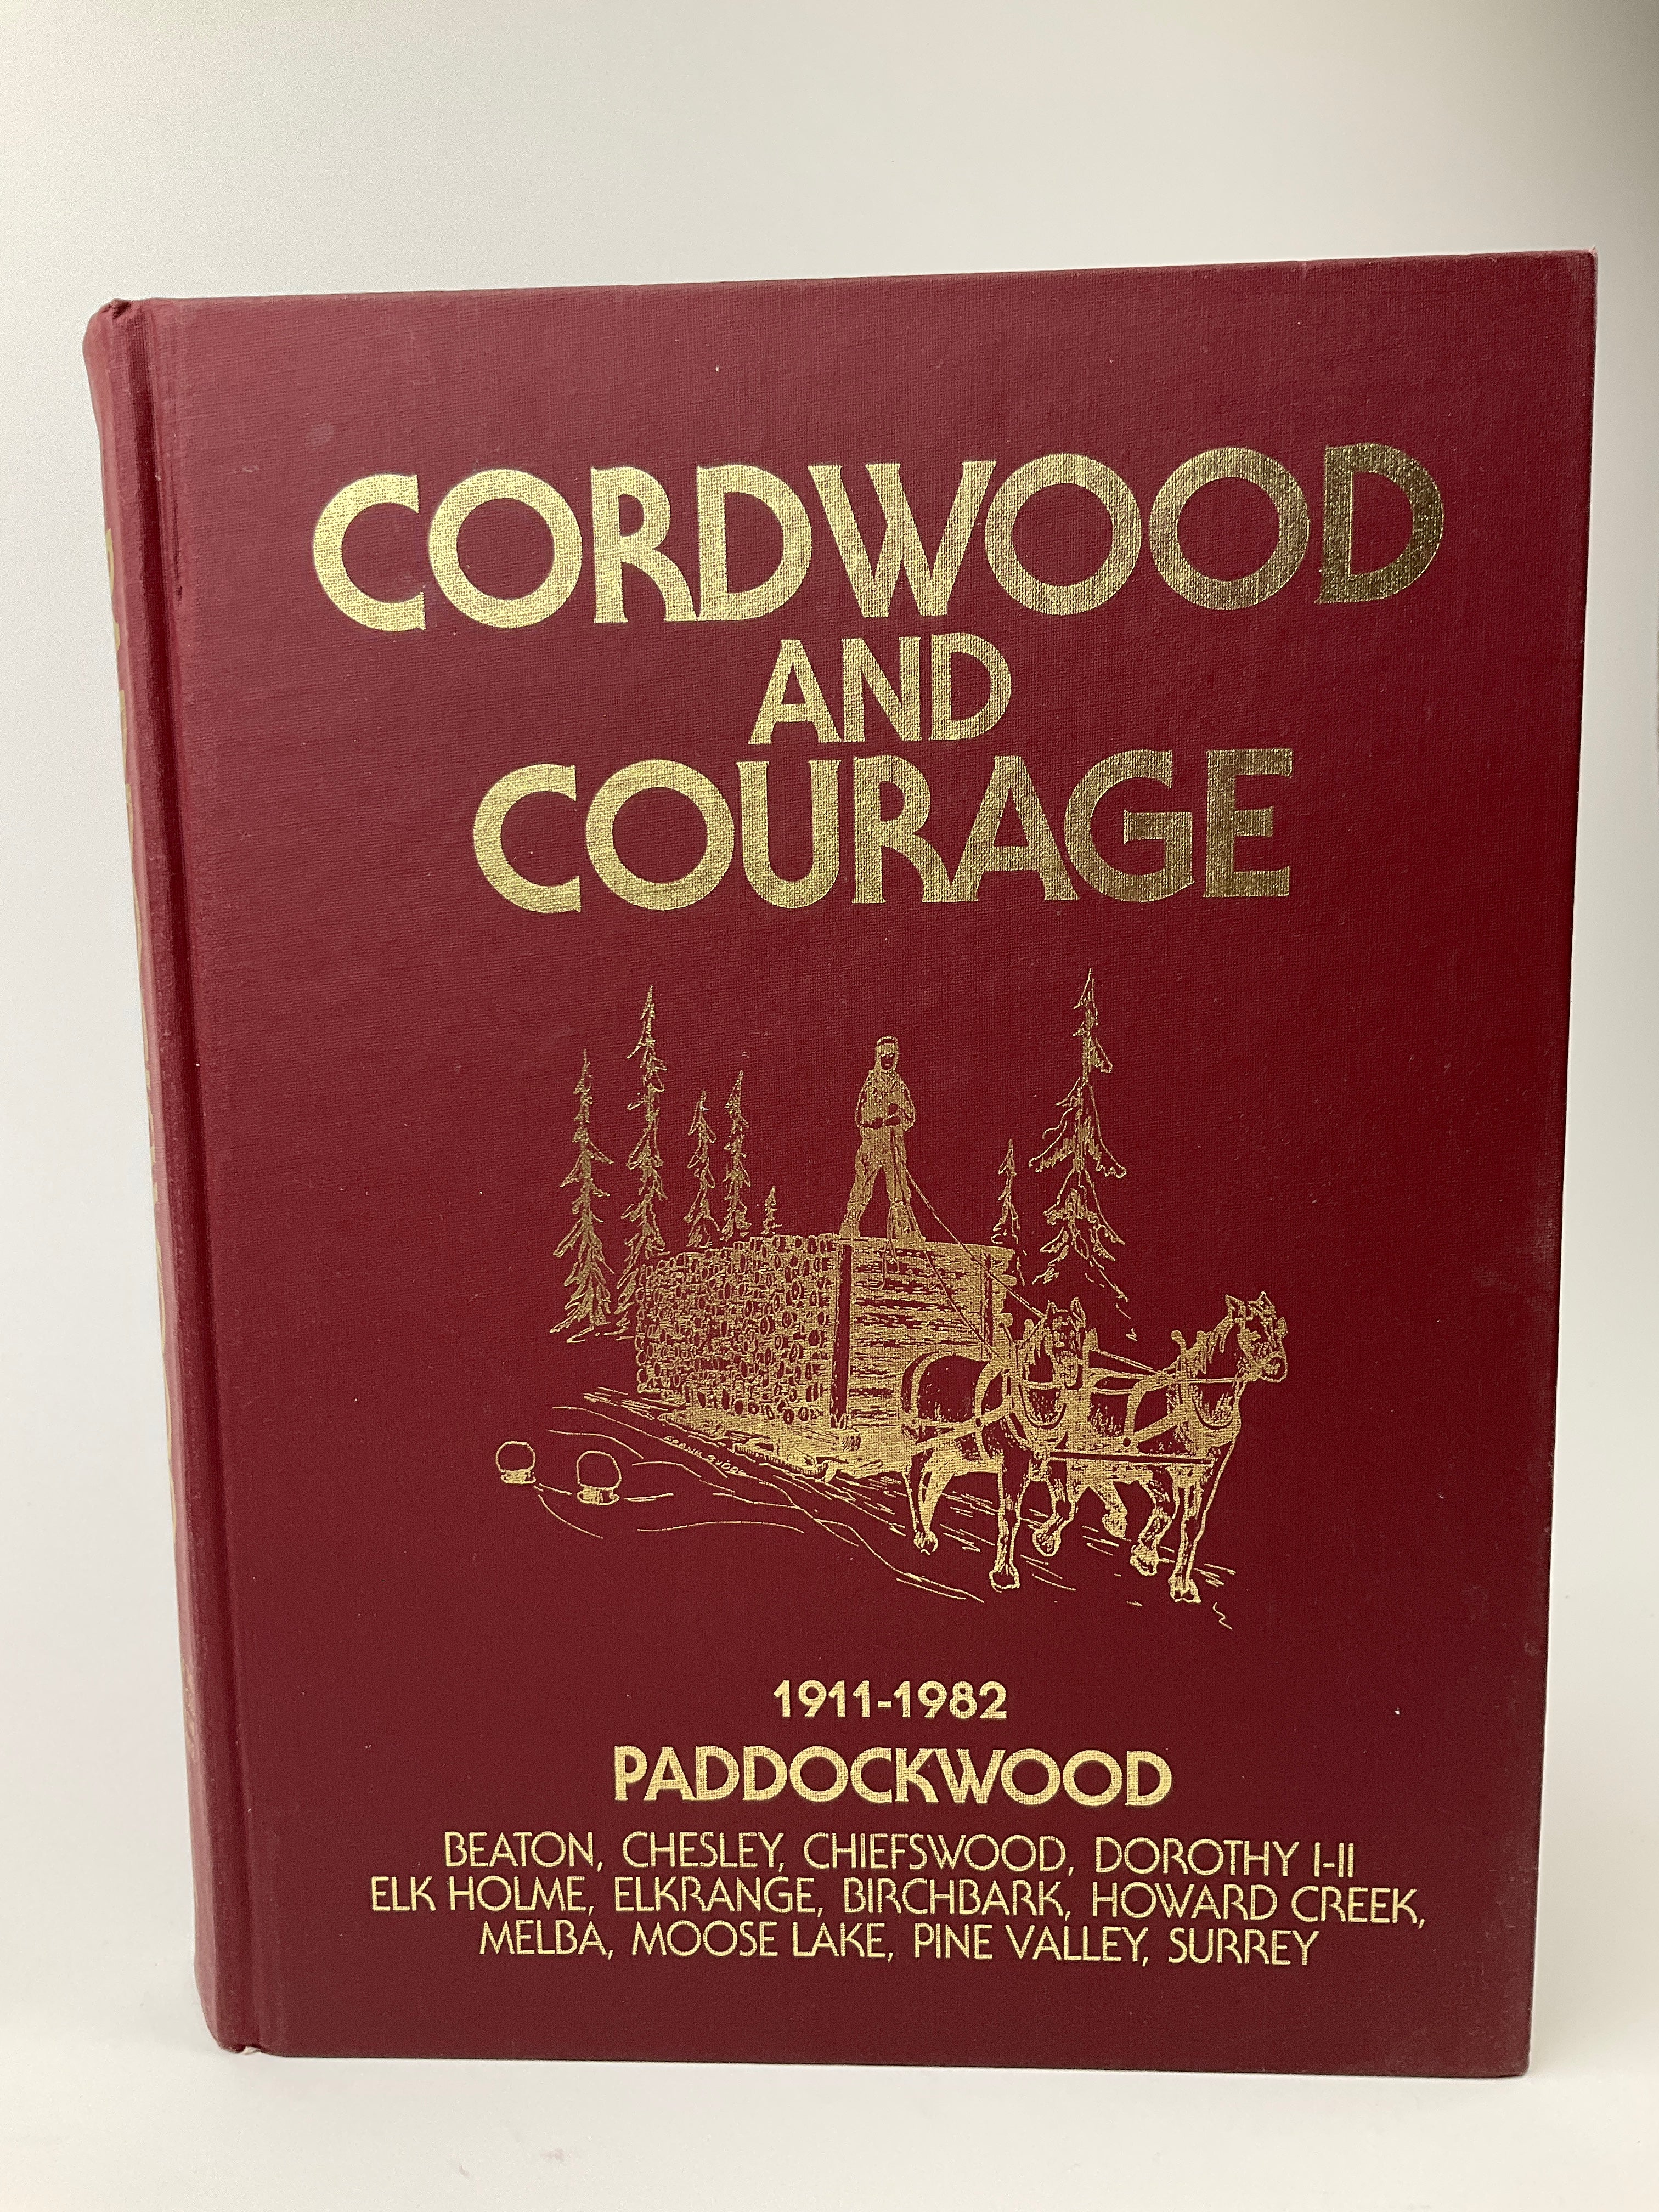 CORDWOOD
AND
COURAGE
1911-1982
PADDOCKWOOD
BEATON, CHESLEY, CHIEFSWOOD, DOROTHY I-II
ELK HOLME, ELKRANGE, BIRCHBARK, HOWARD CREEK,
MELBA, MOOSE LAKE, PINE VALLEY, SURREY